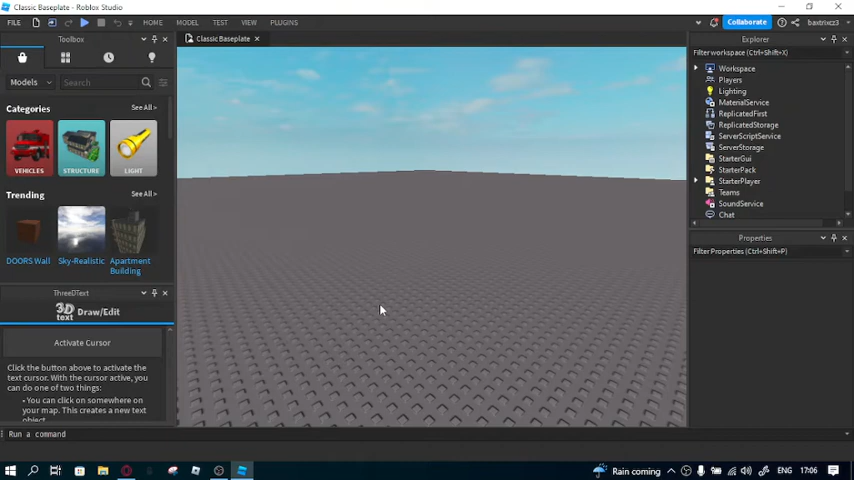 Classic Baseplate - Roblox Studio
FILE
HOME
MODEL
TEST
VIEW
PLUGINS
Collaborate
baxtrixcz3
Toolbox
Classic Baseplate
Explorer
Filter workspace (Ctrl+Shift+X)
Models
Search
Categories
See All >
VEHICLES
STRUCTURE
LIGHT
Trending
See All >
DOORS Wall
Sky-Realistic
Apartment
Building
Workspace
Players
Lighting
MaterialService
ReplicatedFirst
ReplicatedStorage
ServerScriptService
ServerStorage
StarterGui
StarterPack
StarterPlayer
Teams
SoundService
Chat
Properties
Filter Properties (Ctrl+Shift+P)
ThreeDText
3D
text
Draw/Edit
Activate Cursor
Click the button above to activate the
text cursor. With the cursor active, you
can do one of two things:
• You can click on somewhere on
your map. This creates a new text
object
Run a command
Rain coming
ENG
17:06